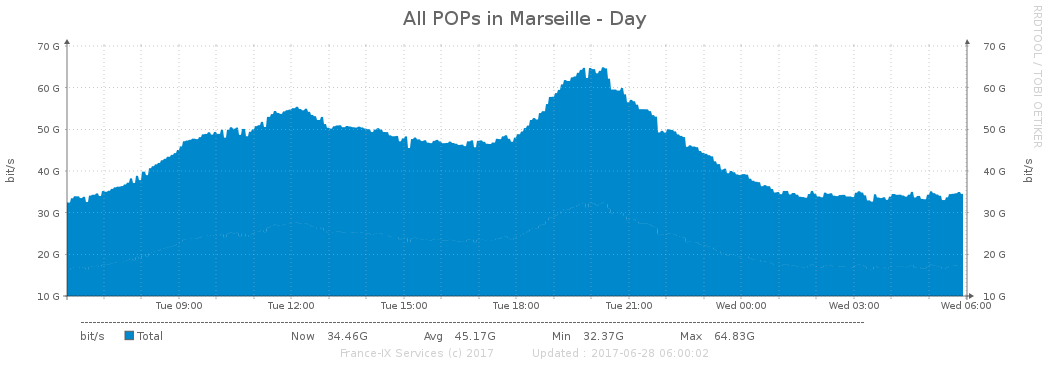 All POPs in Marseille - Day
RRDTOOL / TOBI OETIKER
bit/s
bit/s
70 G 70 G
60 G 60 G
50 G 50 G
40 G 40 G
30 G 30 G
20 G 20 G
10 G 10 G
Tue 09:00 Tue 12:00 Tue 15:00 Tue 18:00 Tue 21:00 Wed 00:00 Wed 03:00 Wed 06:00
bit/s Total Now 34.46G Avg 45.17G Min 32.37G Max 64.83G
France-IX Services (c) 2017 Updated : 2017-06-28 06:00:02